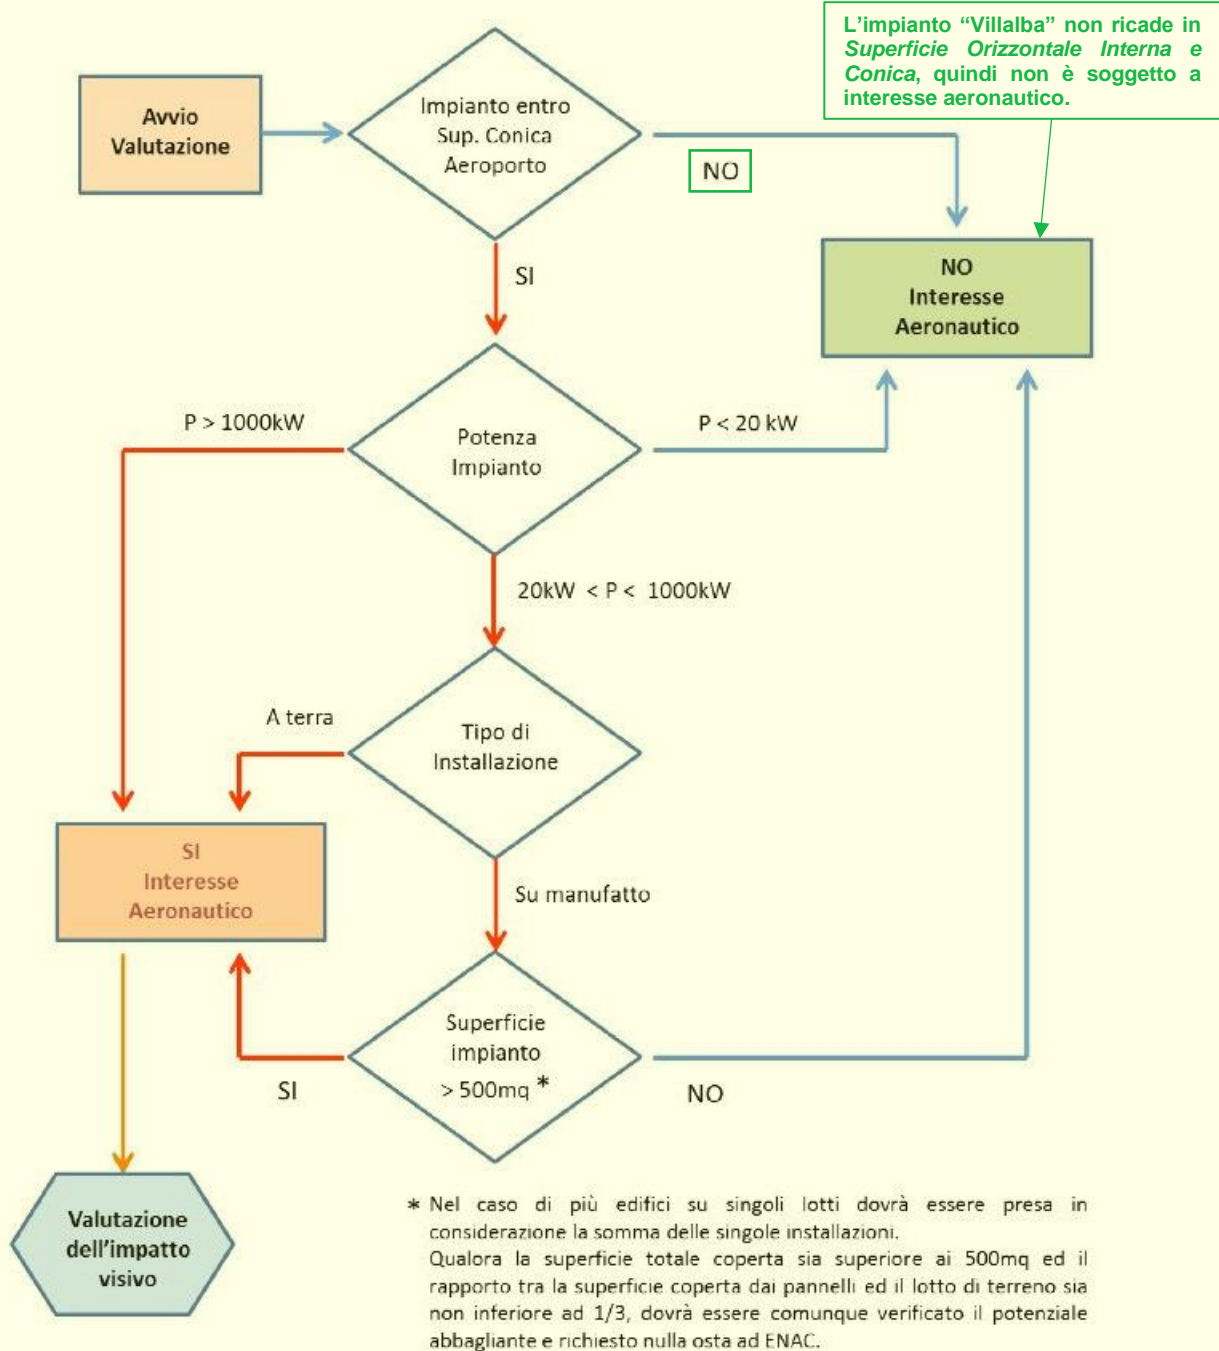 L’impianto “Villalba” non ricade in
Superficie Orizzontale Interna e
Conica, quindi non è soggetto a
interesse aeronautico.
Avvio
Valutazione
Impianto entro
Sup. Conica
Aeroporto
NO
SI
NO
Interesse
Aeronautico
P > 1000kW
Potenza
Impianto
P < 20 kW
20kW < P < 1000kW
A terra
Tipo di
Installazione
SI
Interesse
Aeronautico
Su manufatto
Superficie
impianto
> 500mq *
SI
NO
Valutazione
dell’impatto
visivo
* Nel caso di più edifici su singoli lotti dovrà essere presa in
considerazione la somma delle singole installazioni.
Qualora la superficie totale coperta sia superiore ai 500mq ed il
rapporto tra la superficie coperta dai pannelli ed il lotto di terreno sia
non inferiore ad 1/3, dovrà essere comunque verificato il potenziale
abbagliante e richiesto nulla osta ad ENAC.